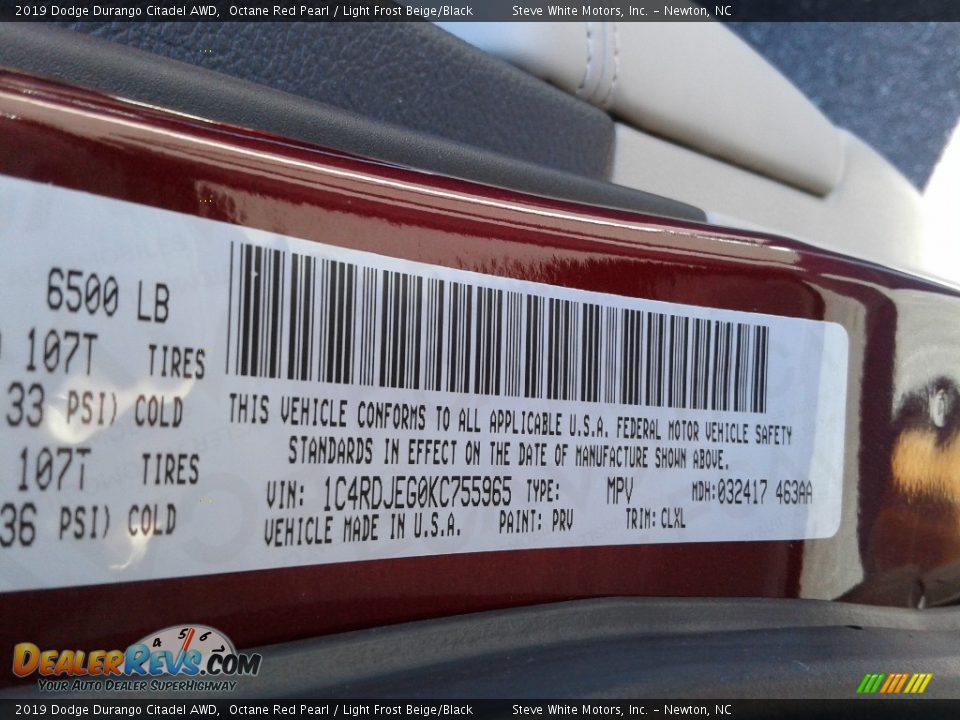 2019 Dodge Durango Citadel AWD, Octane Red Pearl / Light Frost Beige/Black Steve White Motors, Inc. – Newton, NC
6500 LB
107T TIRES
33 PSI) COLD
107T TIRES
36 PSI) COLD
THIS VEHICLE CONFORMS TO ALL APPLICABLE U.S.A. FEDERAL MOTOR VEHICLE SAFETY
STANDARDS IN EFFECT ON THE DATE OF MANUFACTURE SHOWN ABOVE.
VIN: 1C4RDJEG0KC755965 TYPE: MPV MDH:032417 463AA
VEHICLE MADE IN U.S.A. PAINT: PRV TRIM: CLXL
4 5 6
DEALERREVS.COM
YOUR AUTO DEALER SUPERHIGHWAY
2019 Dodge Durango Citadel AWD, Octane Red Pearl / Light Frost Beige/Black Steve White Motors, Inc. – Newton, NC